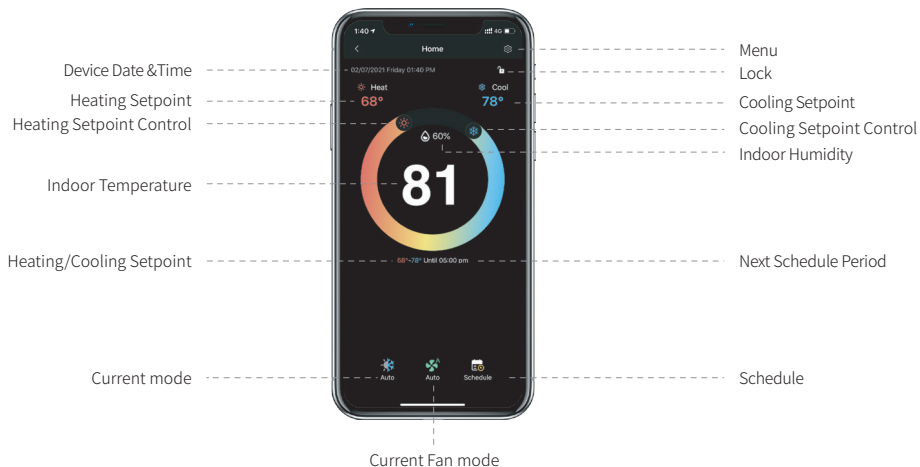 1:40
4G
Home
Menu
Device Date &Time
02/07/2021 Friday 01:40 PM
Lock
Heat
Cool
Heating Setpoint
68°
78°
Cooling Setpoint
Heating Setpoint Control
Cooling Setpoint Control
60%
Indoor Humidity
Indoor Temperature
81
Heating/Cooling Setpoint
68°-78° Until 05:00 pm
Next Schedule Period
Current mode
Auto
A
Auto
Schedule
Schedule
Current Fan mode